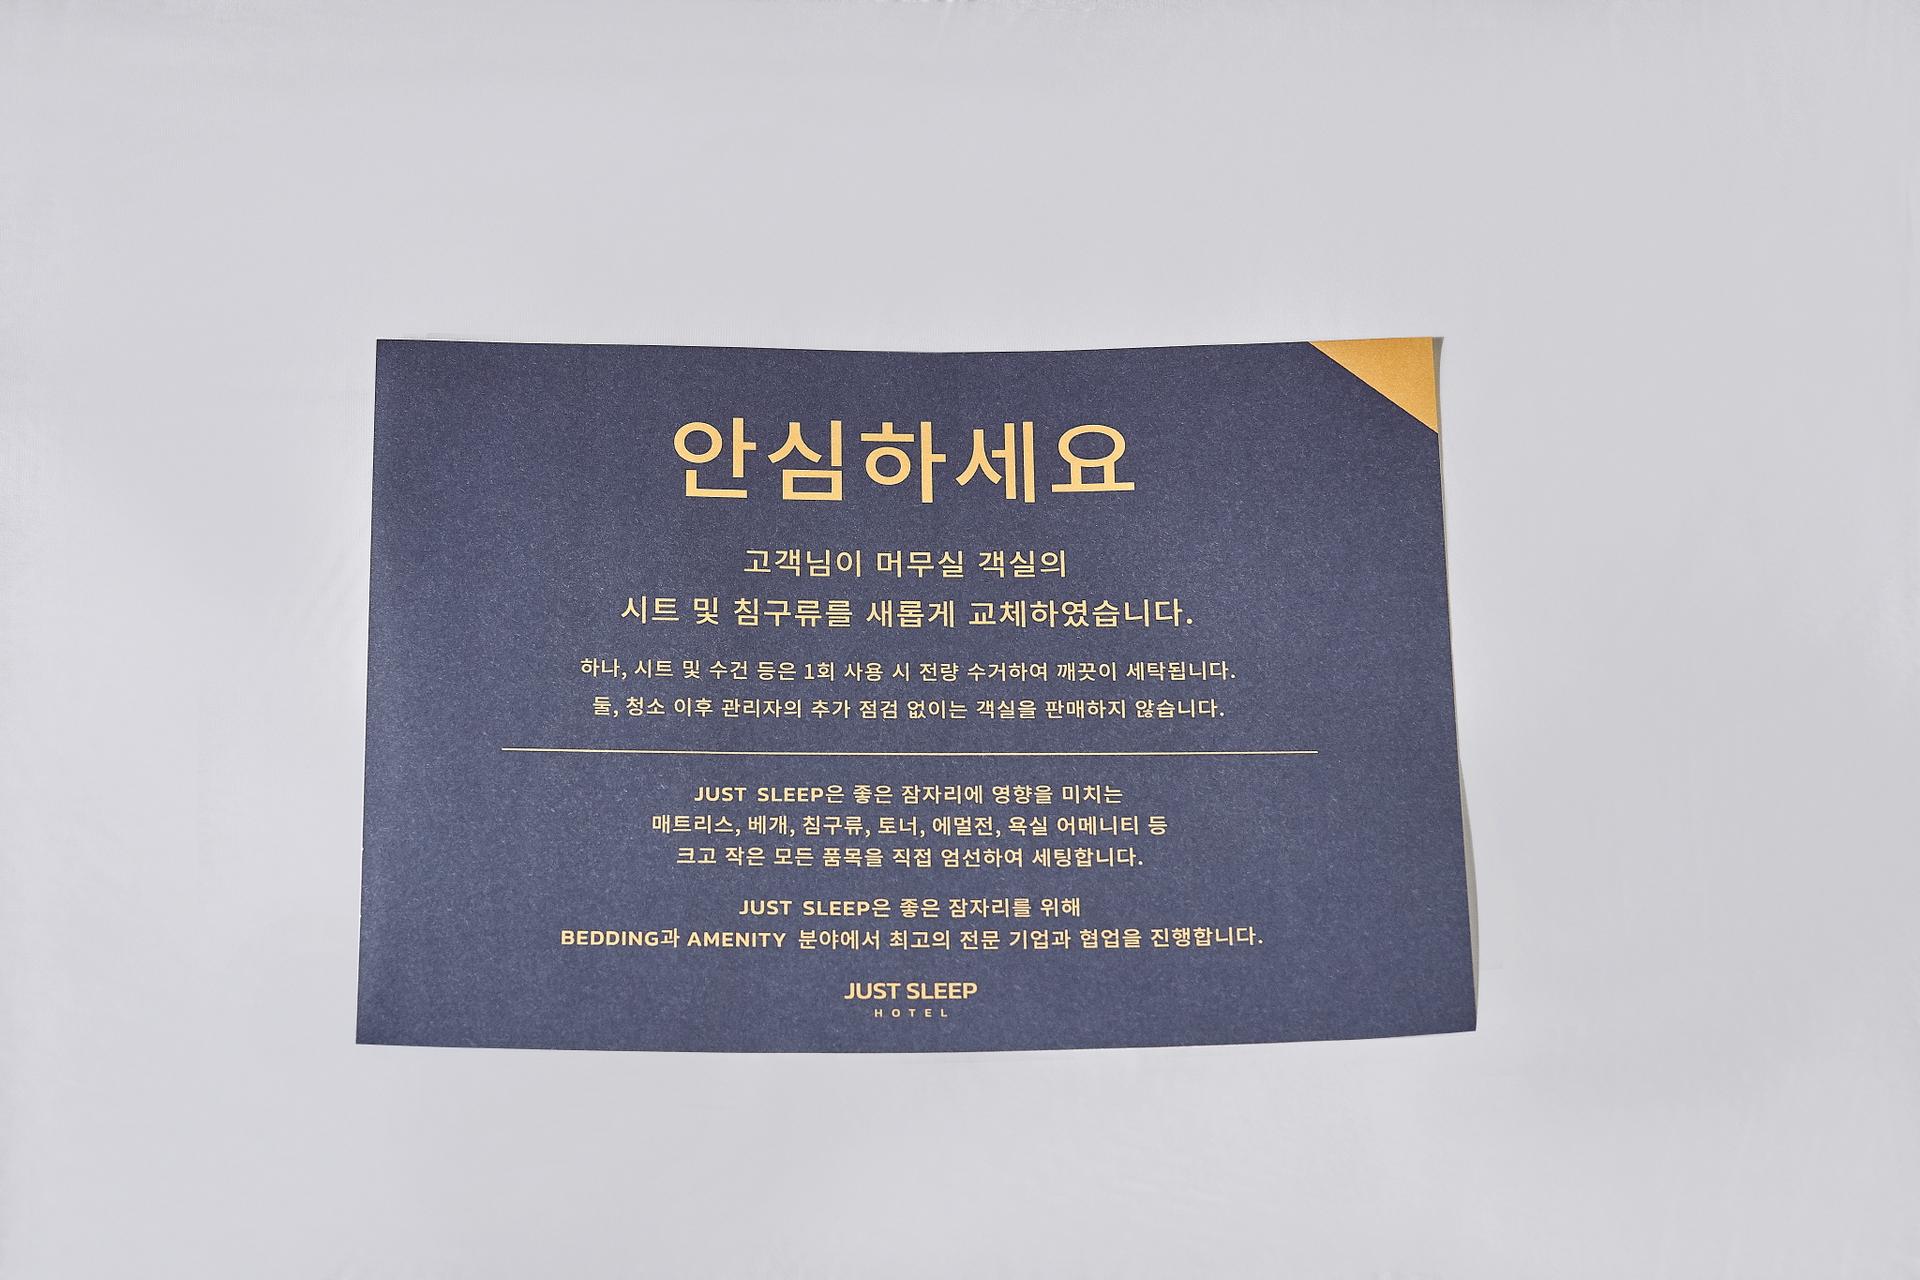 안심하세요
고객님이 머무실 객실의
시트 및 침구류를 새롭게 교체하였습니다.
하나, 시트 및 수건 등은 1회 사용 시 전량 수거하여 깨끗이 세탁됩니다.
둘, 청소 이후 관리자의 추가 점검 없이는 객실을 판매하지 않습니다.
JUST SLEEP은 좋은 잠자리에 영향을 미치는
매트리스, 베개, 침구류, 토너, 에멀전, 욕실 어메니티 등
크고 작은 모든 품목을 직접 엄선하여 세팅합니다.
JUST SLEEP은 좋은 잠자리를 위해
BEDDING과 AMENITY 분야에서 최고의 전문 기업과 협업을 진행합니다.
JUST SLEEP
HOTEL